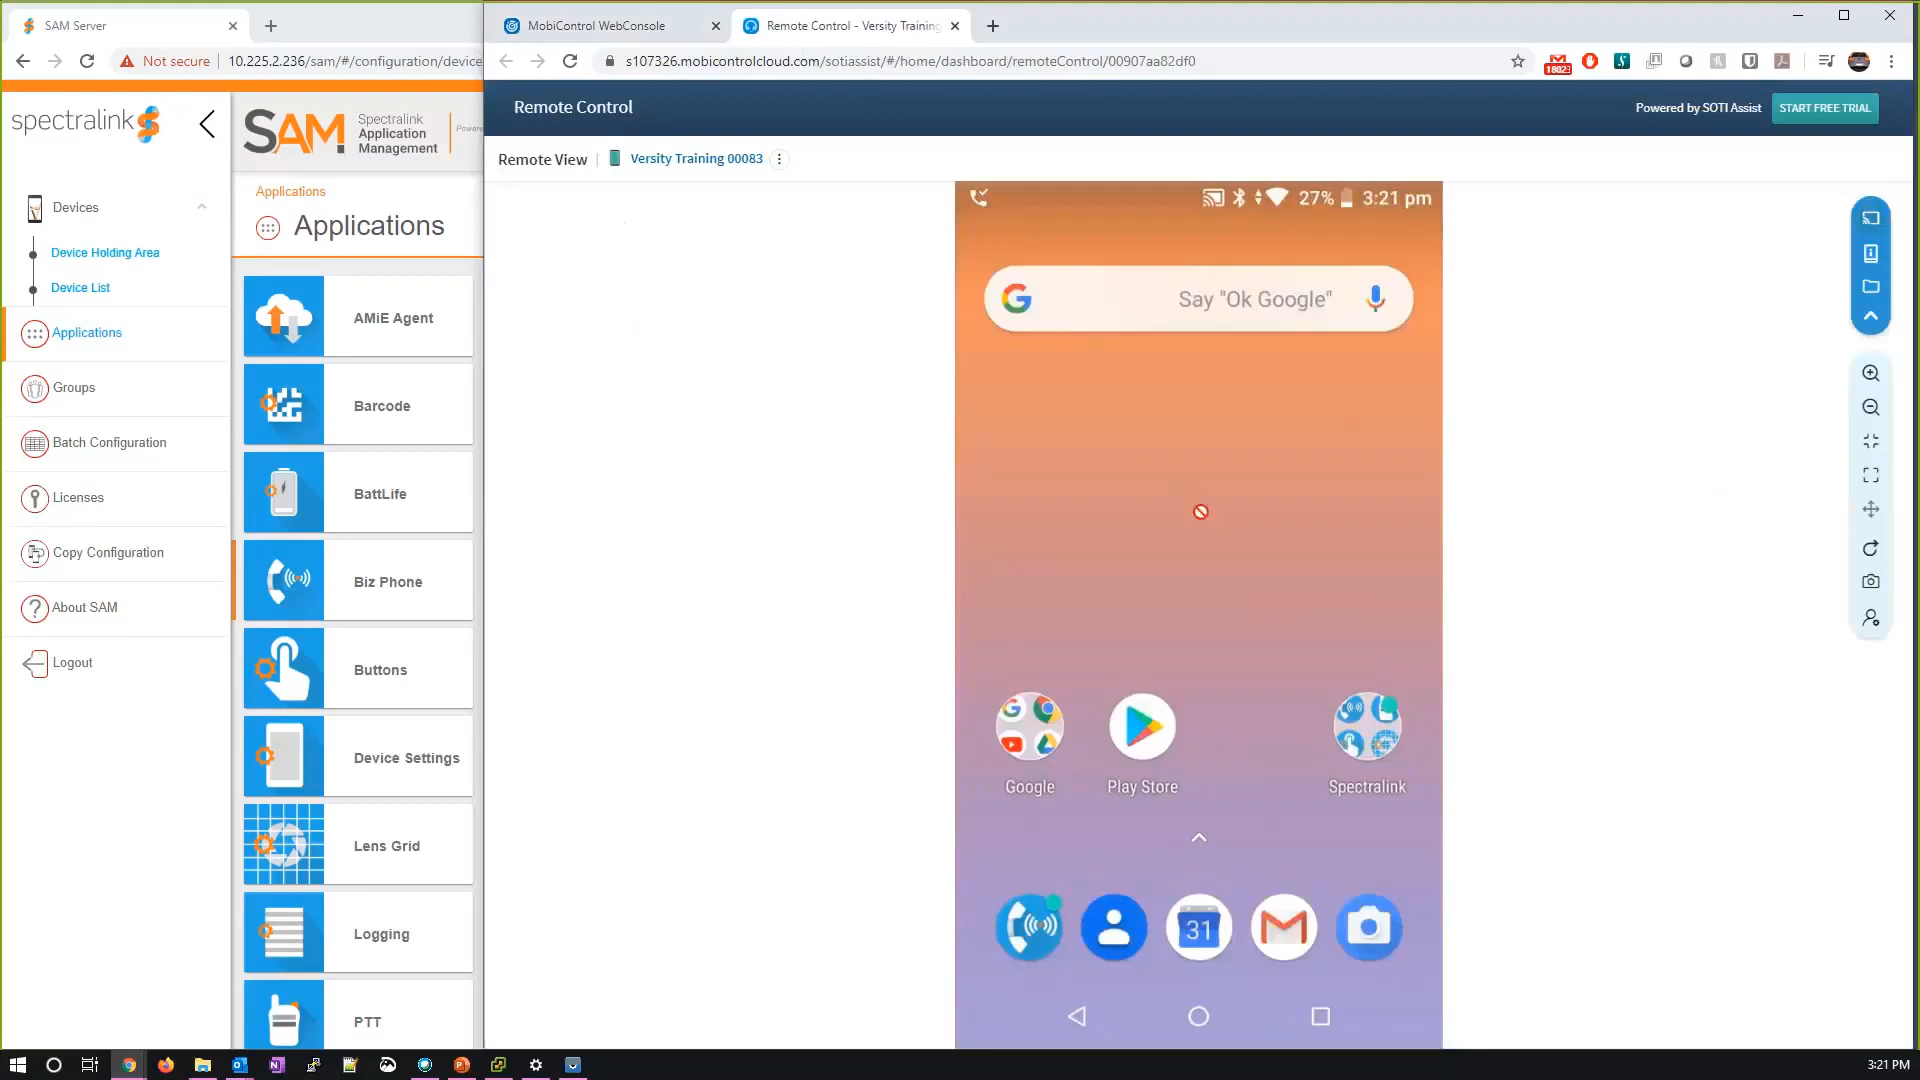 SAM Server
Not secure
10.225.2.236/sam/#/configuration/device
spectralink
SAM
Spectralink
Application
Management
Powere
Devices
Device Holding Area
Device List
Applications
Groups
Batch Configuration
Licenses
Copy Configuration
About SAM
Logout
Applications
Applications
AMiE Agent
Barcode
BattLife
Biz Phone
Buttons
Device Settings
Lens Grid
Logging
PTT
MobiControl WebConsole
Remote Control - Versity Training
s107326.mobicontrolcloud.com/sotiassist/#/home/dashboard/remoteControl/00907aa82df0
18023
Remote Control
Powered by SOTI Assist
START FREE TRIAL
Remote View
Versity Training 00083
27%
3:21 pm
Say "Ok Google"
Google
Play Store
Spectralink
31
3:21 PM